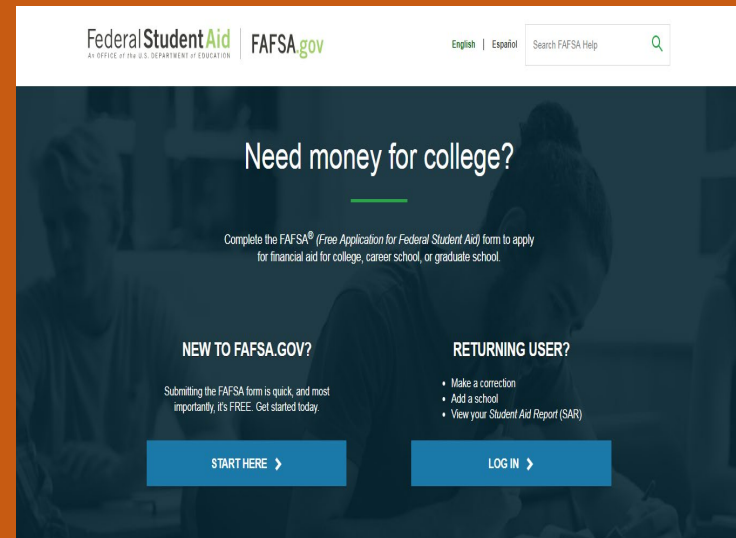 Federal Student Aid
An OFFICE of the U.S. DEPARTMENT of EDUCATION
FAFSA.gov
English | Español
Search FAFSA Help
Need money for college?
Complete the FAFSA® (Free Application for Federal Student Aid) form to apply
for financial aid for college, career school, or graduate school.
NEW TO FAFSA.GOV?
Submitting the FAFSA form is quick, and most
importantly, it's FREE. Get started today.
START HERE ❯
RETURNING USER?
• Make a correction
• Add a school
• View your Student Aid Report (SAR)
LOG IN ❯